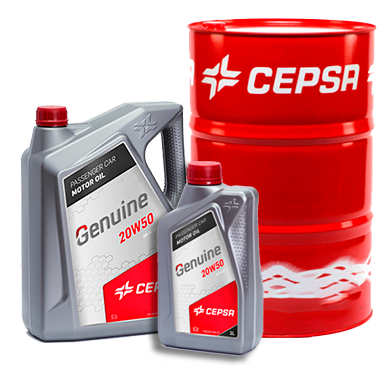 CEPSA
PASSENGER CAR
MOTOR OIL
Genuine
20W50
CEPSA
PASSENGER CAR
MOTOR OIL
Genuine
20W50
CEPSA